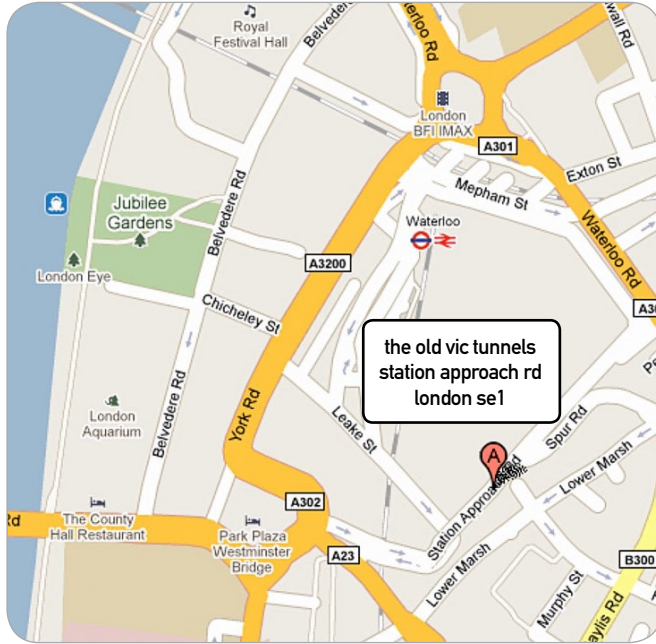 Royal
Festival Hall
Belvedere
Waterloo Rd
London
BFI IMAX
A301
Exton St
Mepham St
Waterloo
Waterloo Rd
Jubilee
Gardens
Belvedere Rd
London Eye
A3200
Chicheley St
the old vic tunnels
station approach rd
london se1
London
Aquarium
Belvedere Rd
York Rd
Leake St
A
Spur Rd
Lower Marsh
Station Approach Rd
A302
The County
Hall Restaurant
Park Plaza
Westminster
Bridge
A23
Lower Marsh
Murphy St
B300
Rd